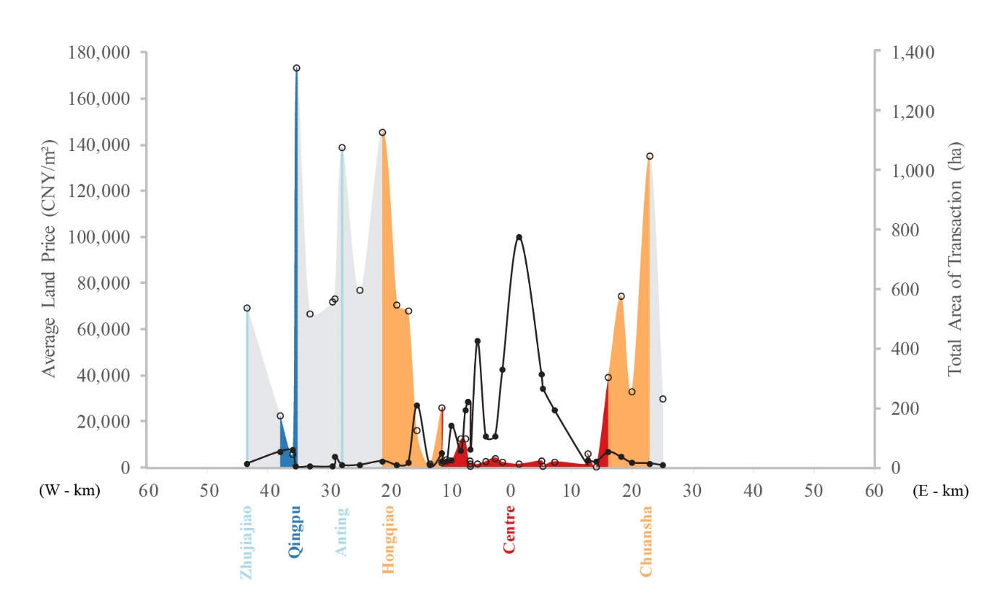 180,000
160,000
140,000
120,000
100,000
80,000
60,000
40,000
20,000
0
Average Land Price (CNY/m²)
1,400
1,200
1,000
800
600
400
200
0
Total Area of Transaction (ha)
(W - km) 60 50 40 30 20 10 0 10 20 30 40 50 60 (E - km)
Zhujiajiao
Qingpu
Anting
Hongqiao
Centre
Chuansha